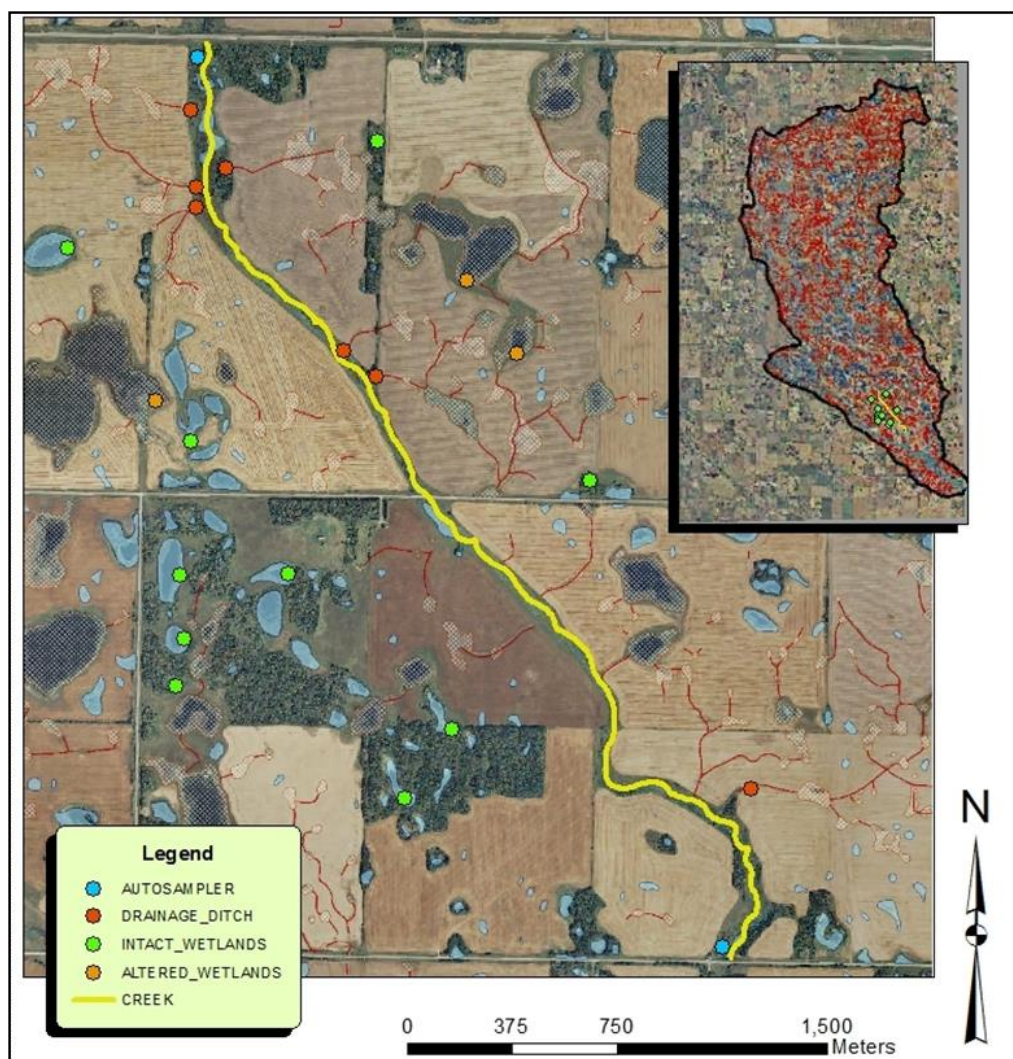 N
Legend
AUTOSAMPLER
DRAINAGE_DITCH
INTACT_WETLANDS
ALTERED_WETLANDS
CREEK
0 375 750 1,500
Meters